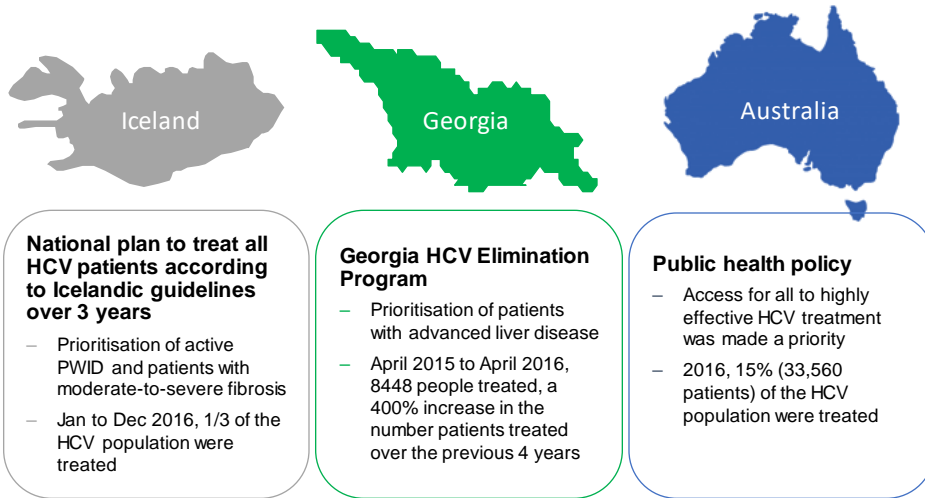 Iceland
Georgia
Australia
National plan to treat all
HCV patients according
to Icelandic guidelines
over 3 years
– Prioritisation of active
PWID and patients with
moderate-to-severe fibrosis
– Jan to Dec 2016, 1/3 of the
HCV population were
treated
Georgia HCV Elimination
Program
– Prioritisation of patients
with advanced liver disease
– April 2015 to April 2016,
8448 people treated, a
400% increase in the
number patients treated
over the previous 4 years
Public health policy
– Access for all to highly
effective HCV treatment
was made a priority
– 2016, 15% (33,560
patients) of the HCV
population were treated